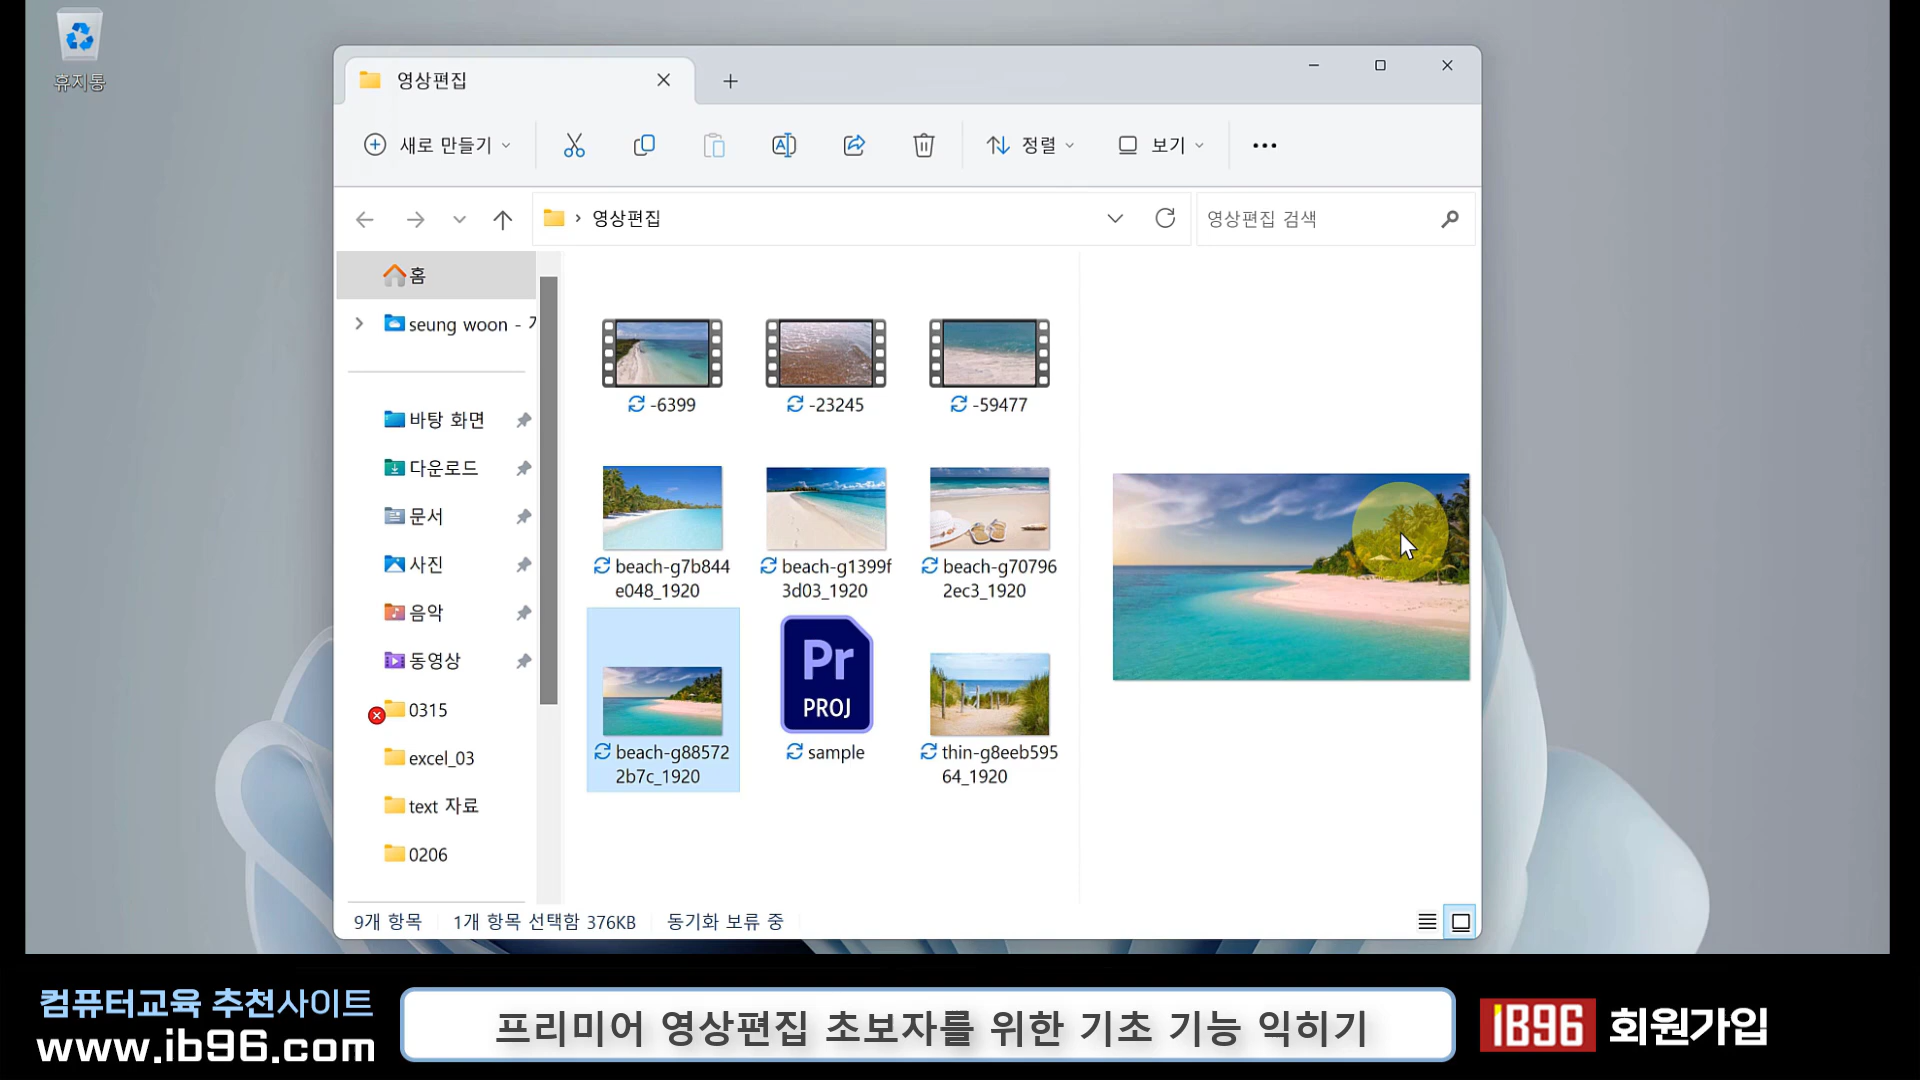 휴지통
영상편집
새로 만들기
정렬
보기
영상편집
영상편집 검색
홈
seung woon -
바탕 화면
다운로드
문서
사진
음악
동영상
0315
excel_03
text 자료
0206
-6399
-23245
-59477
beach-g7b844
e048_1920
beach-g1399f
3d03_1920
beach-g70796
2ec3_1920
beach-g88572
2b7c_1920
Pr
PROJ
sample
thin-g8eeb595
64_1920
9개 항목
1개 항목 선택함 376KB
동기화 보류 중
컴퓨터교육 추천사이트
www.ib96.com
프리미어 영상편집 초보자를 위한 기초 기능 익히기
IB96 회원가입